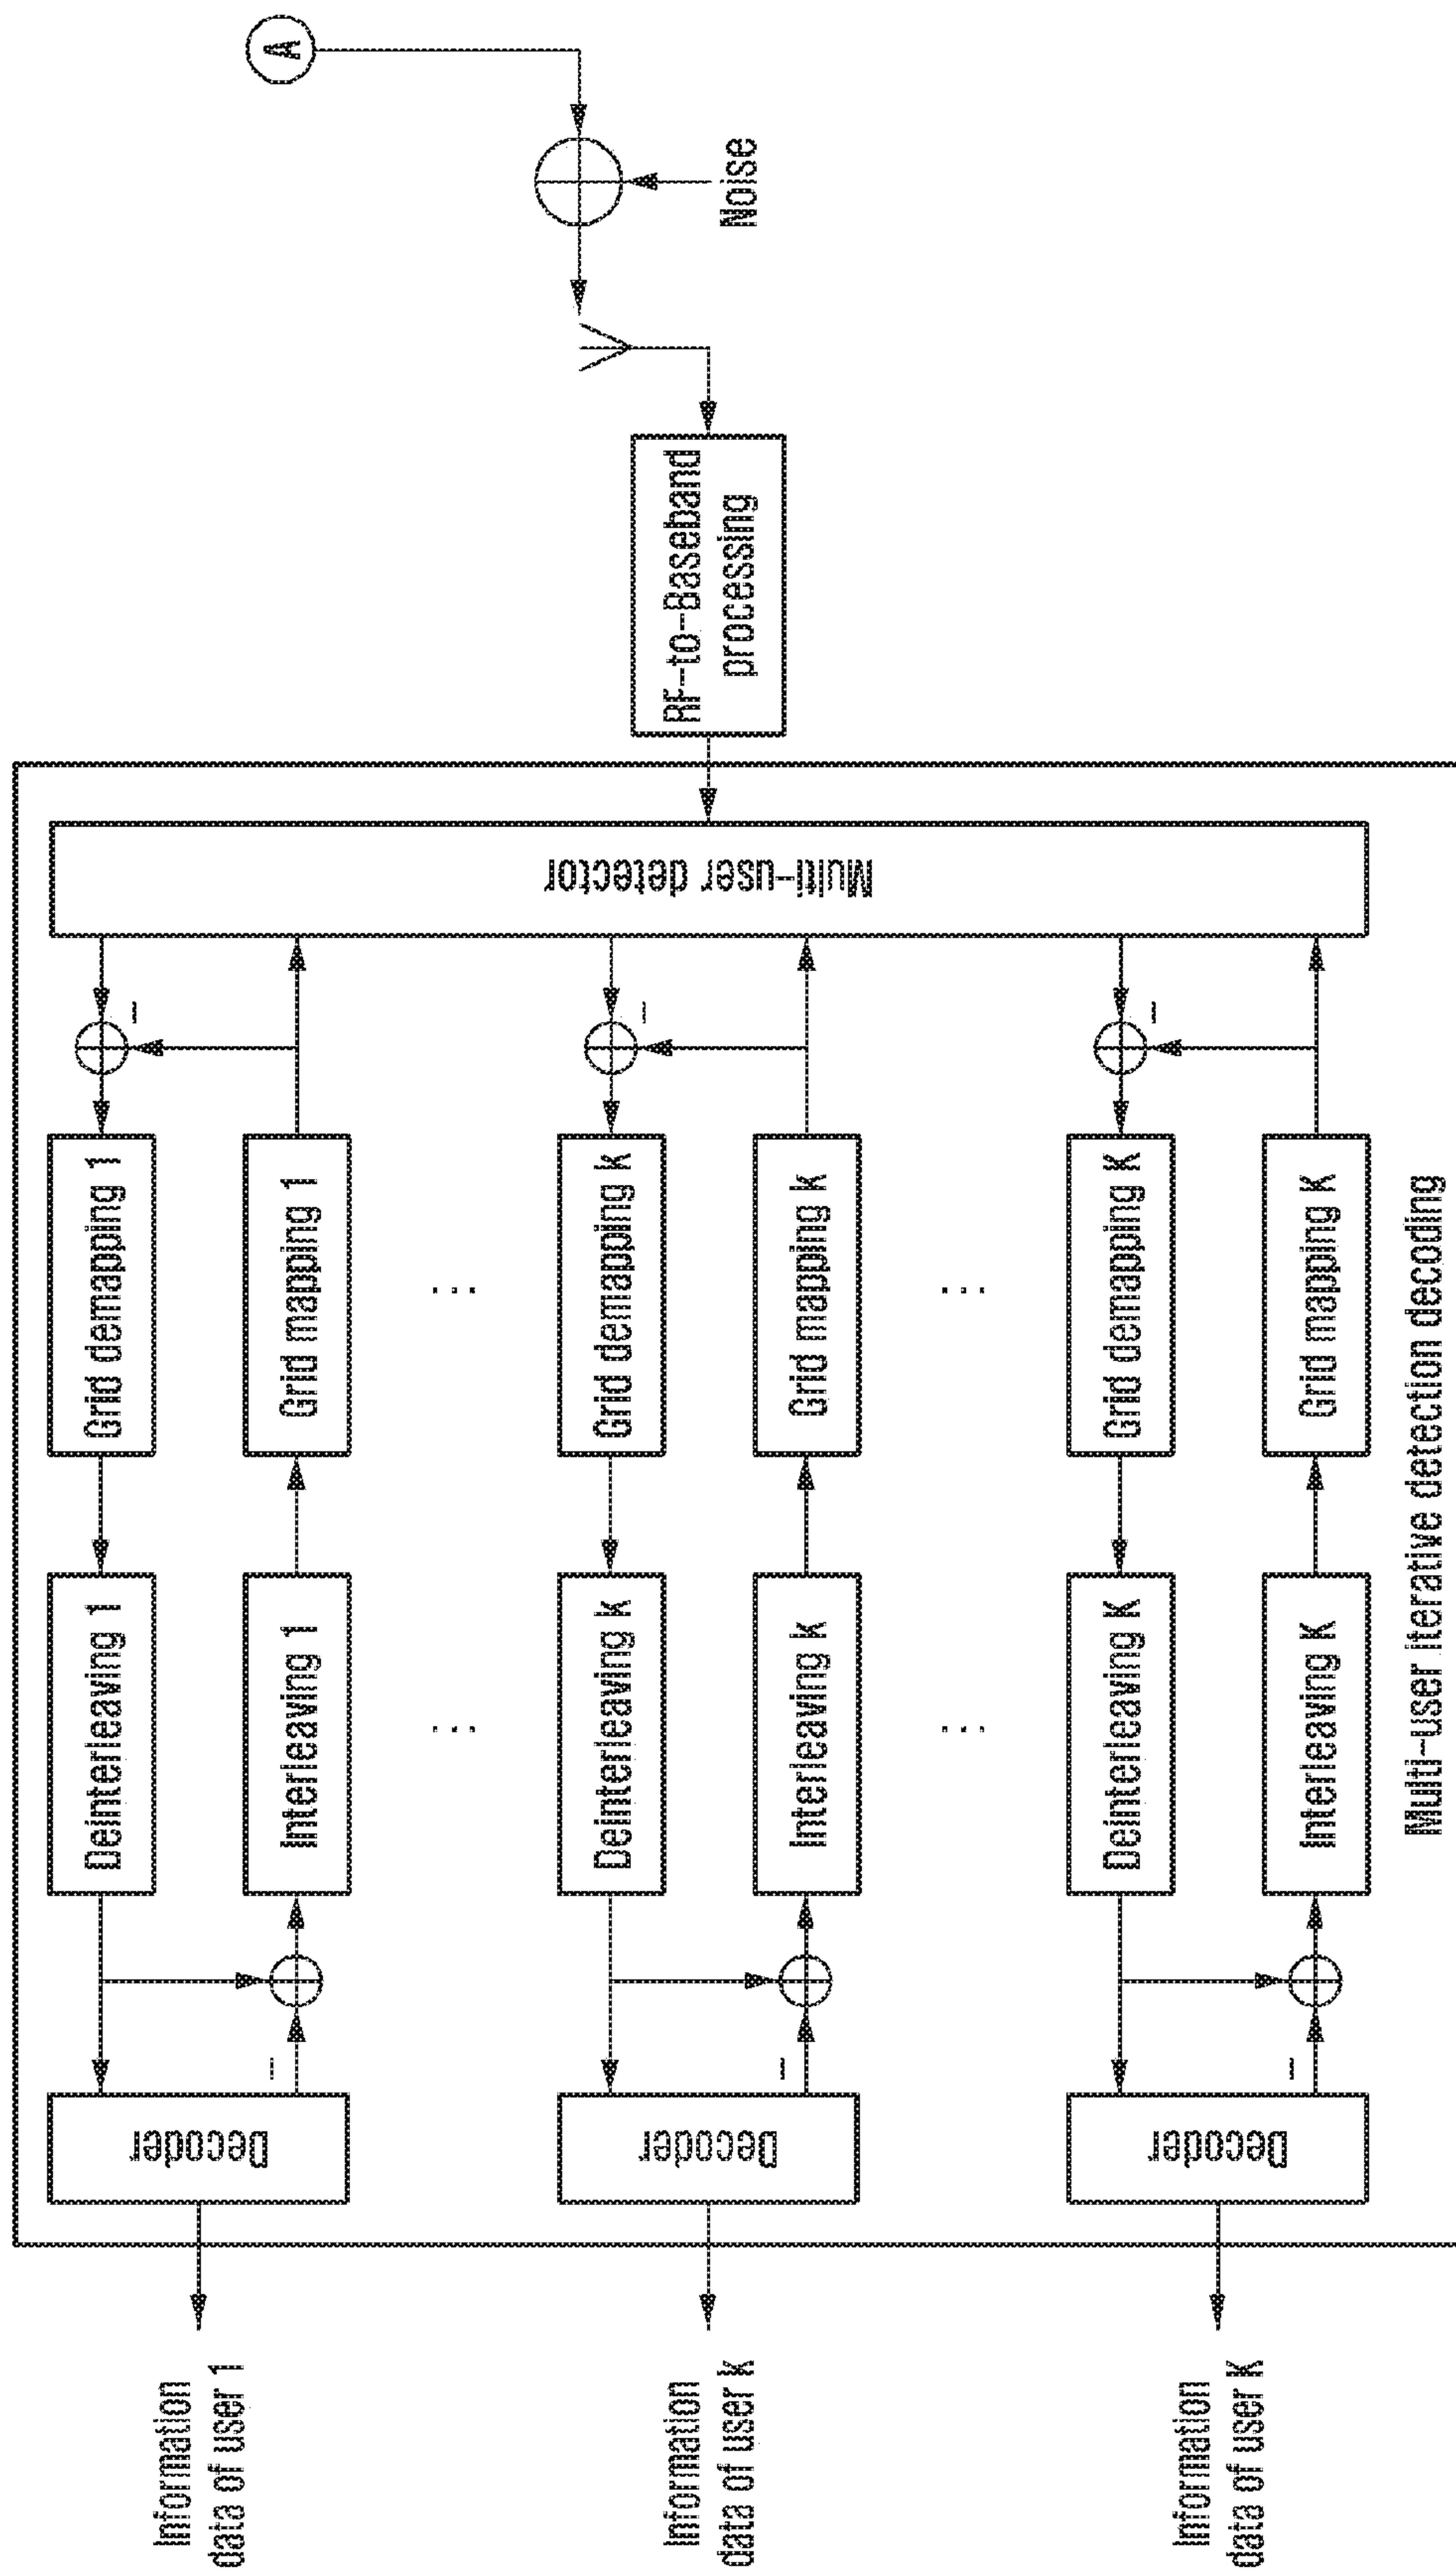 A
Noise
RF-to-Baseband
processing
Multi-user detector
Grid demapping 1
Grid mapping 1
Deinterleaving 1
Interleaving 1
Decoder
Information
data of user 1
...
...
Grid demapping k
Grid mapping k
Deinterleaving k
Interleaving k
Decoder
Information
data of user k
...
...
Grid demapping K
Grid mapping K
Deinterleaving K
Interleaving K
Decoder
Information
data of user K
Multi-user iterative detection decoding